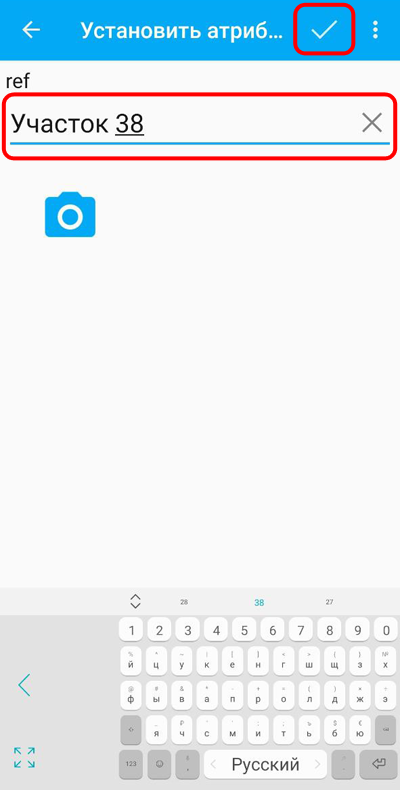 Установить атриб...
ref
Участок 38
28 38 27
1 2 3 4 5 6 7 8 9 0
й ц у к е н г ш щ з х
ф ы в а п р о л д ж э
я ч с м и т ь б ю
123 Русский